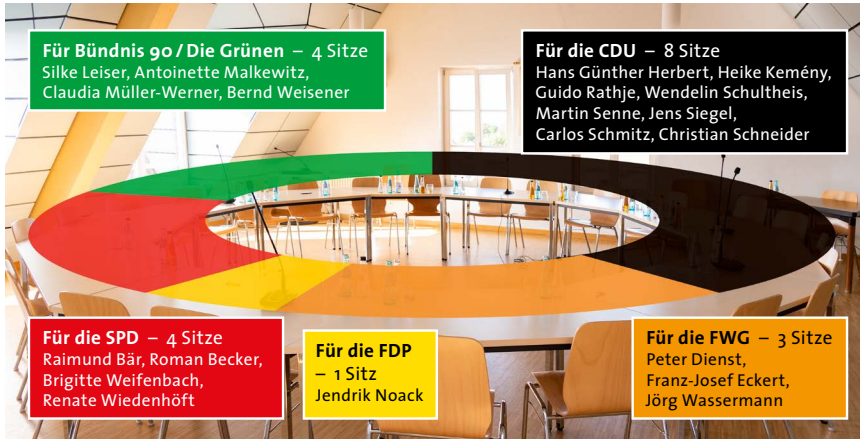 Für Bündnis 90 / Die Grünen – 4 Sitze
Silke Leiser, Antoinette Malkewitz,
Claudia Müller-Werner, Bernd Weisener
Für die CDU – 8 Sitze
Hans Günther Herbert, Heike Kemény,
Guido Rathje, Wendelin Schultheis,
Martin Senne, Jens Siegel,
Carlos Schmitz, Christian Schneider
Für die SPD – 4 Sitze
Raimund Bär, Roman Becker,
Brigitte Weifenbach,
Renate Wiedenhöft
Für die FDP
– 1 Sitz
Jendrik Noack
Für die FWG – 3 Sitze
Peter Dienst,
Franz-Josef Eckert,
Jörg Wassermann